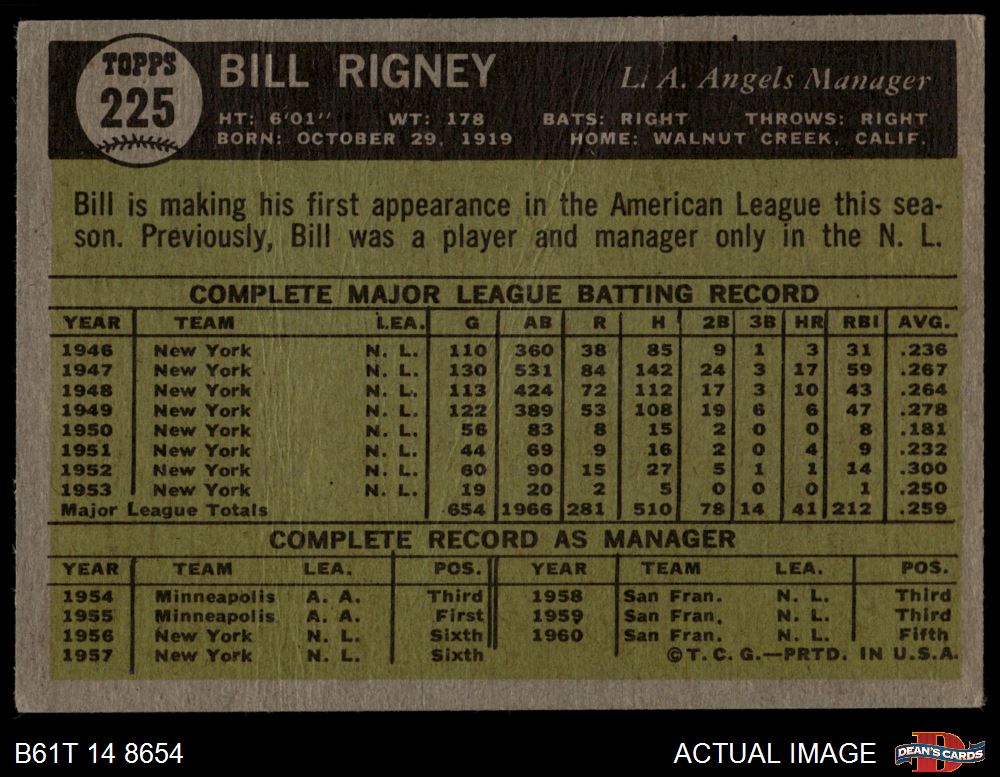 TOPPS
225
BILL RIGNEY
L. A. Angels Manager
HT: 6'01" WT: 178 BATS: RIGHT THROWS: RIGHT
BORN: OCTOBER 29, 1919 HOME: WALNUT CREEK, CALIF.
Bill is making his first appearance in the American League this sea-
son. Previously, Bill was a player and manager only in the N. L.
COMPLETE MAJOR LEAGUE BATTING RECORD
YEAR TEAM LEA. G AB R H 2B 3B HR RBI AVG.
1946 New York N. L. 110 360 38 85 9 1 3 31 .236
1947 New York N. L. 130 531 84 142 24 3 17 59 .267
1948 New York N. L. 113 424 72 112 17 3 10 43 .264
1949 New York N. L. 122 389 53 108 19 6 6 47 .278
1950 New York N. L. 56 83 8 15 2 0 0 8 .181
1951 New York N. L. 44 69 9 16 2 0 4 9 .232
1952 New York N. L. 60 90 15 27 5 1 1 14 .300
1953 New York N. L. 19 20 2 5 0 0 0 1 .250
Major League Totals 654 1966 281 510 78 14 41 212 .259
COMPLETE RECORD AS MANAGER
YEAR TEAM LEA. POS. YEAR TEAM LEA. POS.
1954 Minneapolis A. A. Third 1958 San Fran. N. L. Third
1955 Minneapolis A. A. First 1959 San Fran. N. L. Third
1956 New York N. L. Sixth 1960 San Fran. N. L. Fifth
1957 New York N. L. Sixth ©T. C. G.—PRTD. IN U.S.A.
B61T 14 8654 ACTUAL IMAGE DEAN'S CARDS